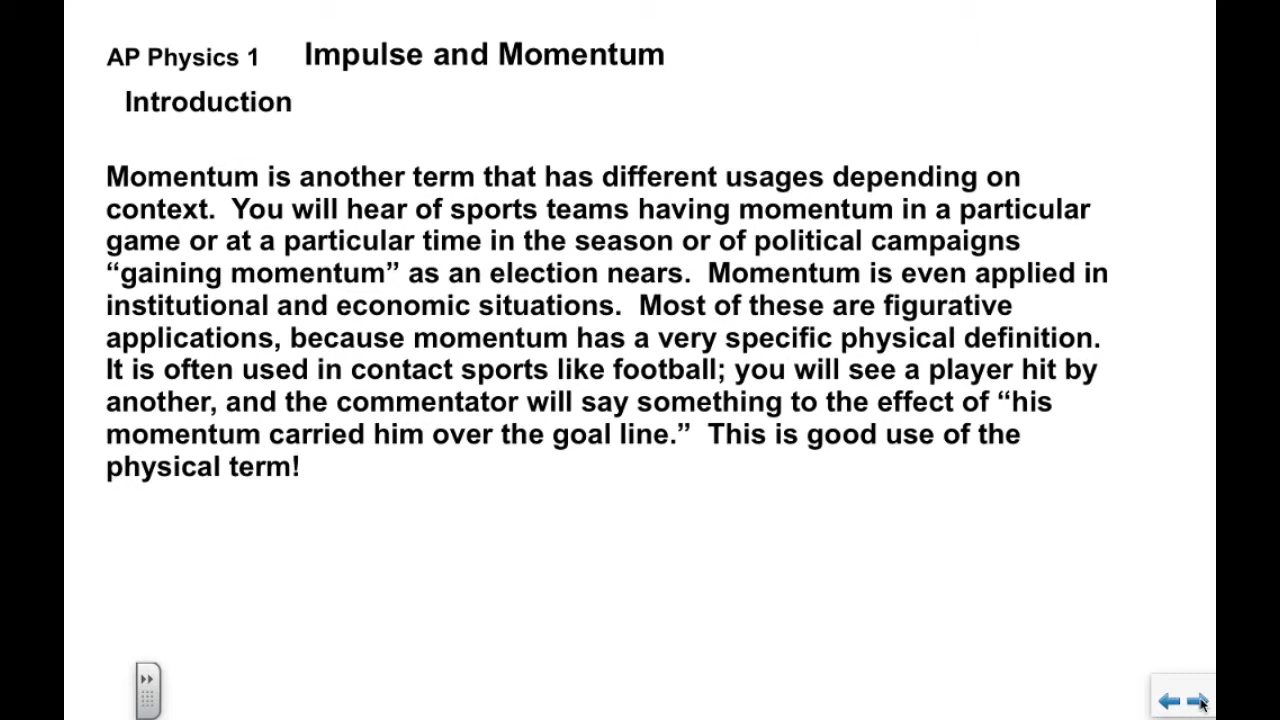 AP Physics 1 Impulse and Momentum
Introduction
Momentum is another term that has different usages depending on
context. You will hear of sports teams having momentum in a particular
game or at a particular time in the season or of political campaigns
“gaining momentum” as an election nears. Momentum is even applied in
institutional and economic situations. Most of these are figurative
applications, because momentum has a very specific physical definition.
It is often used in contact sports like football; you will see a player hit by
another, and the commentator will say something to the effect of “his
momentum carried him over the goal line.” This is good use of the
physical term!